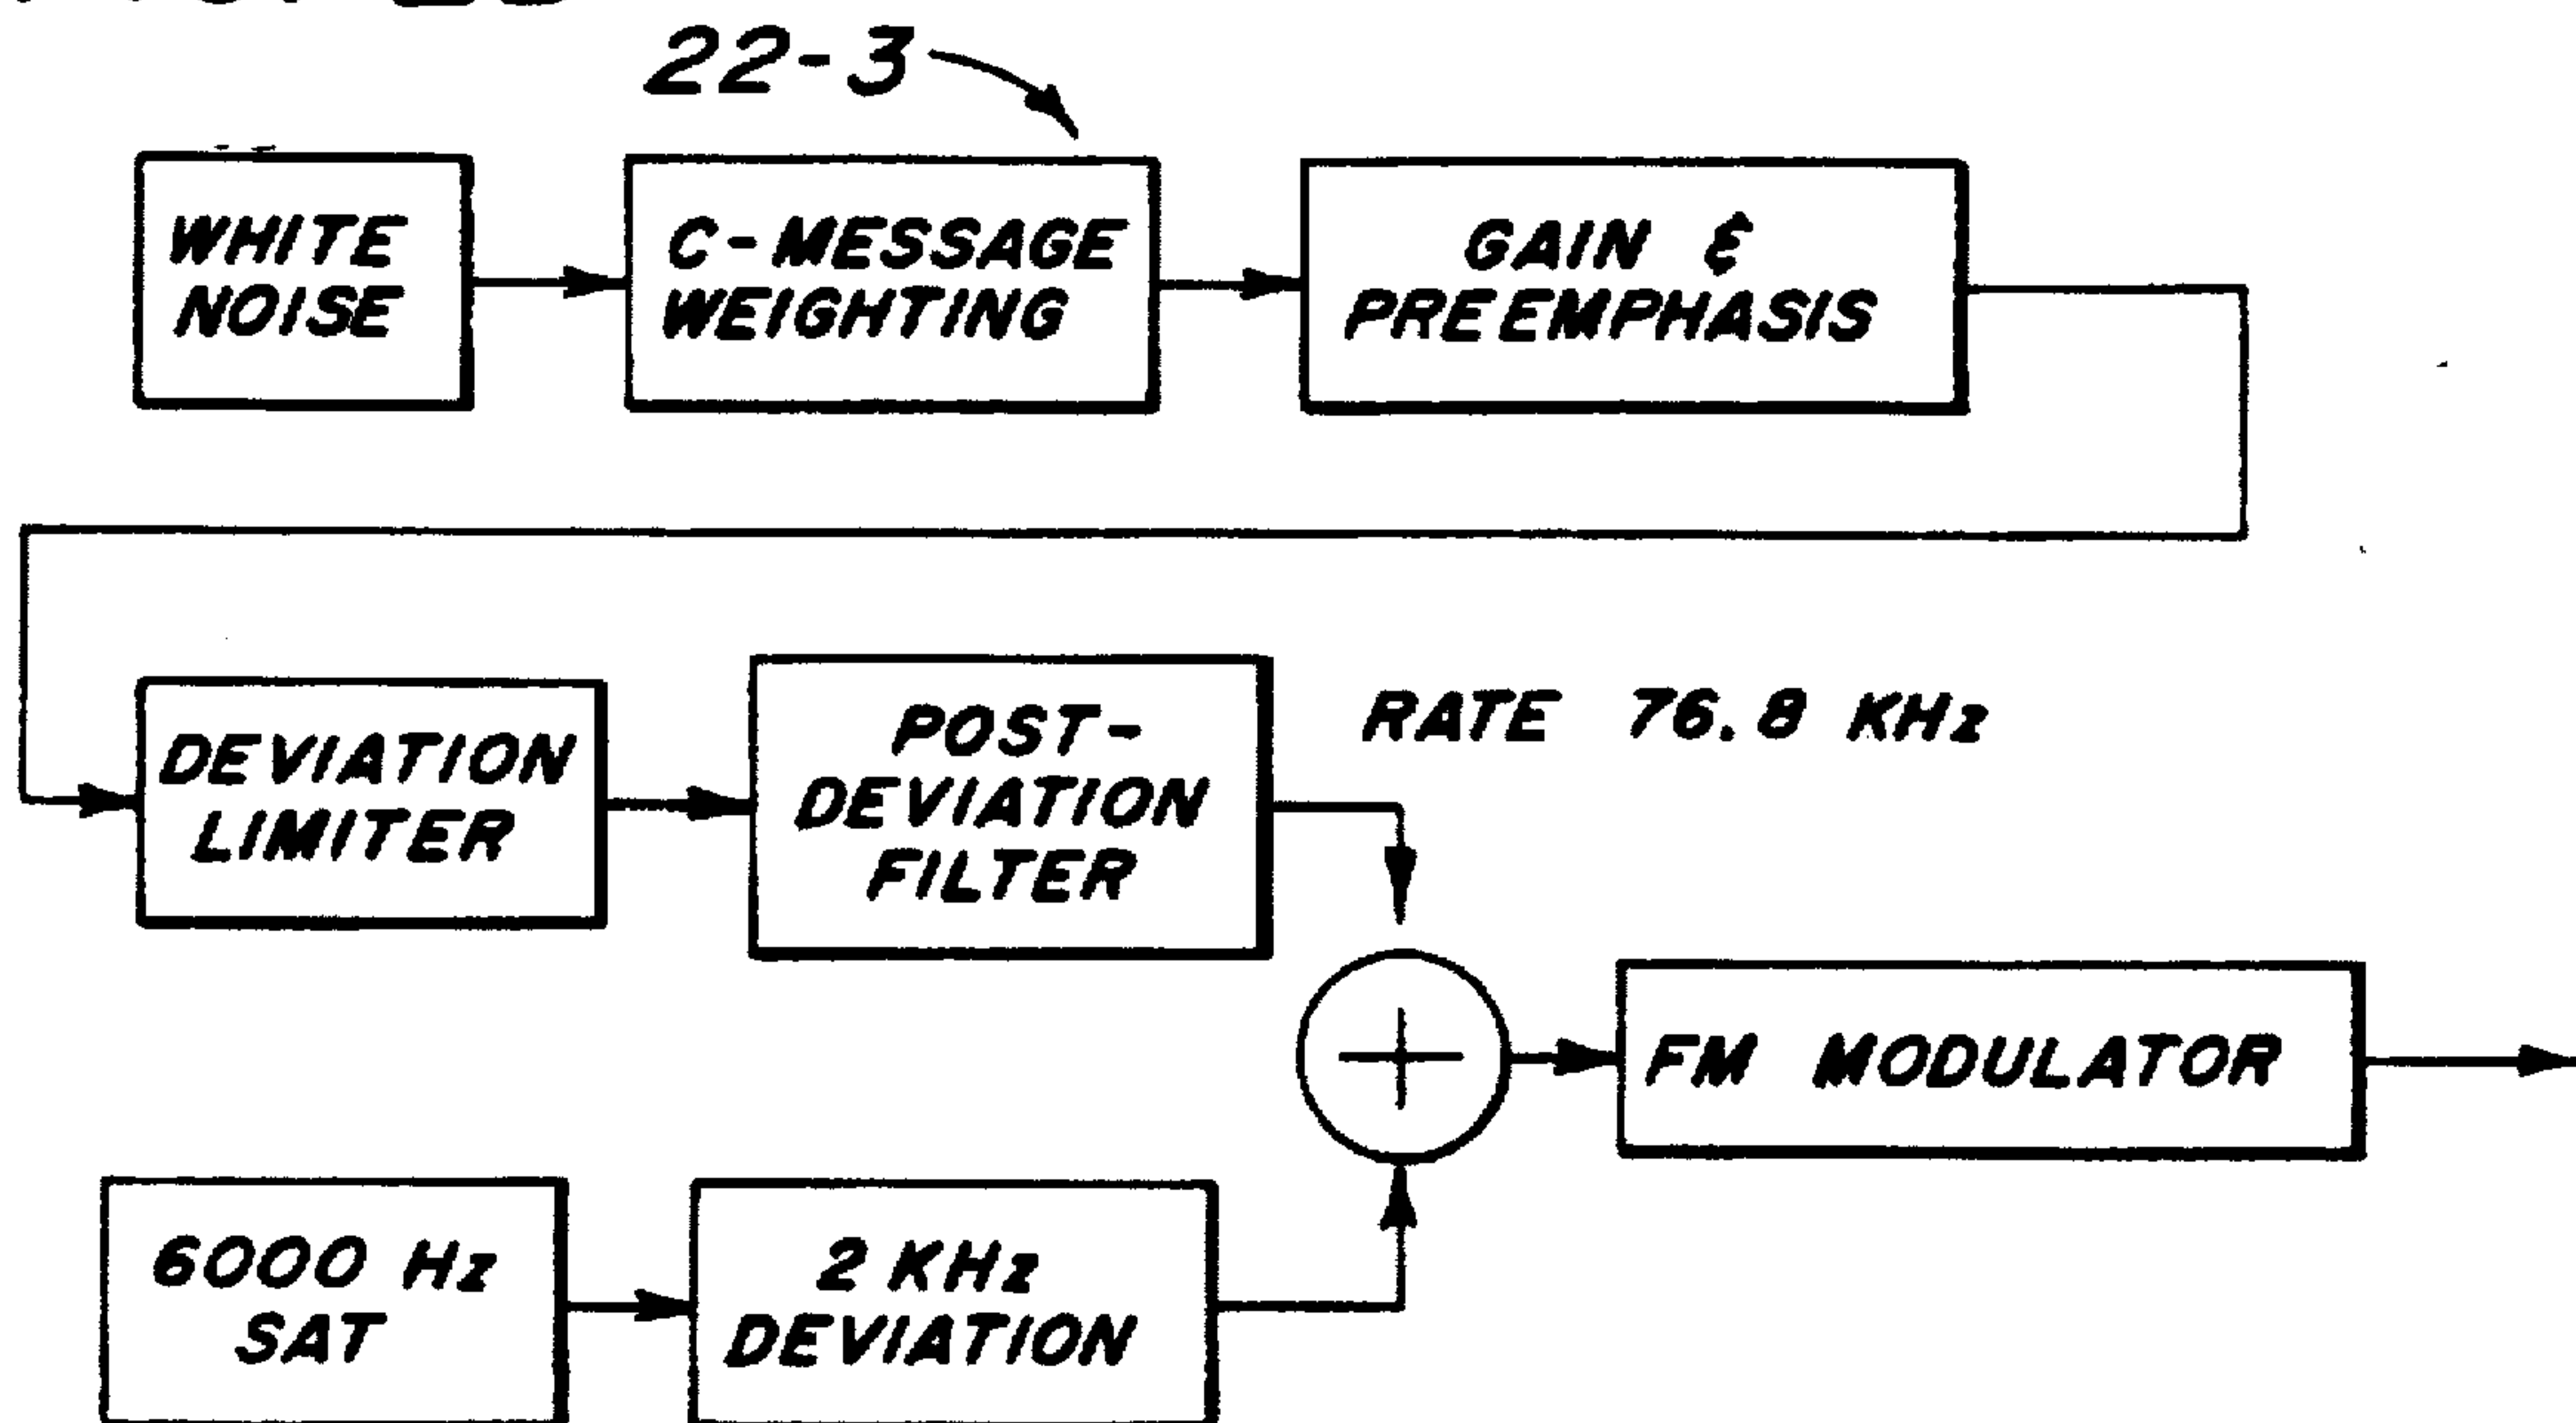 22-3
WHITE
NOISE
C-MESSAGE
WEIGHTING
GAIN &
PREEMPHASIS
DEVIATION
LIMITER
POST-
DEVIATION
FILTER
RATE 76.8 KHz
FM MODULATOR
6000 Hz
SAT
2 KHz
DEVIATION